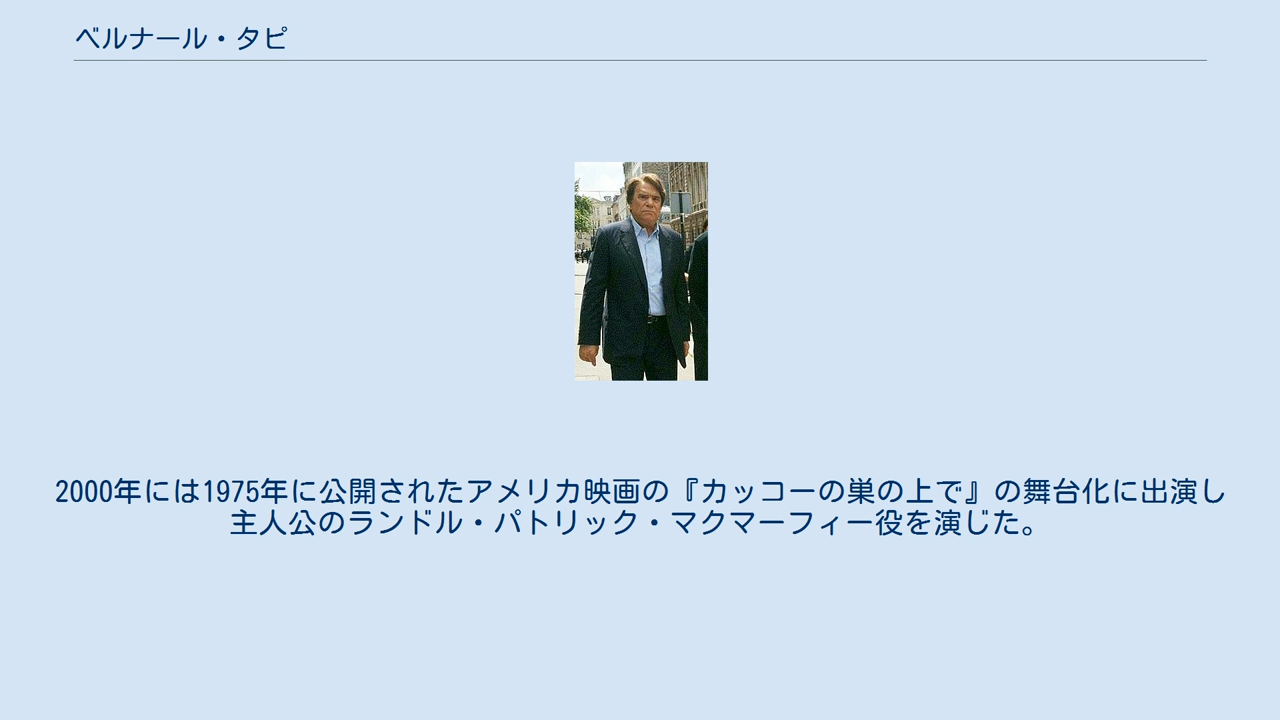 ベルナール・タピ
2000年には1975年に公開されたアメリカ映画の『カッコーの巣の上で』の舞台化に出演し
主人公のランドル・パトリック・マクマーフィー役を演じた。